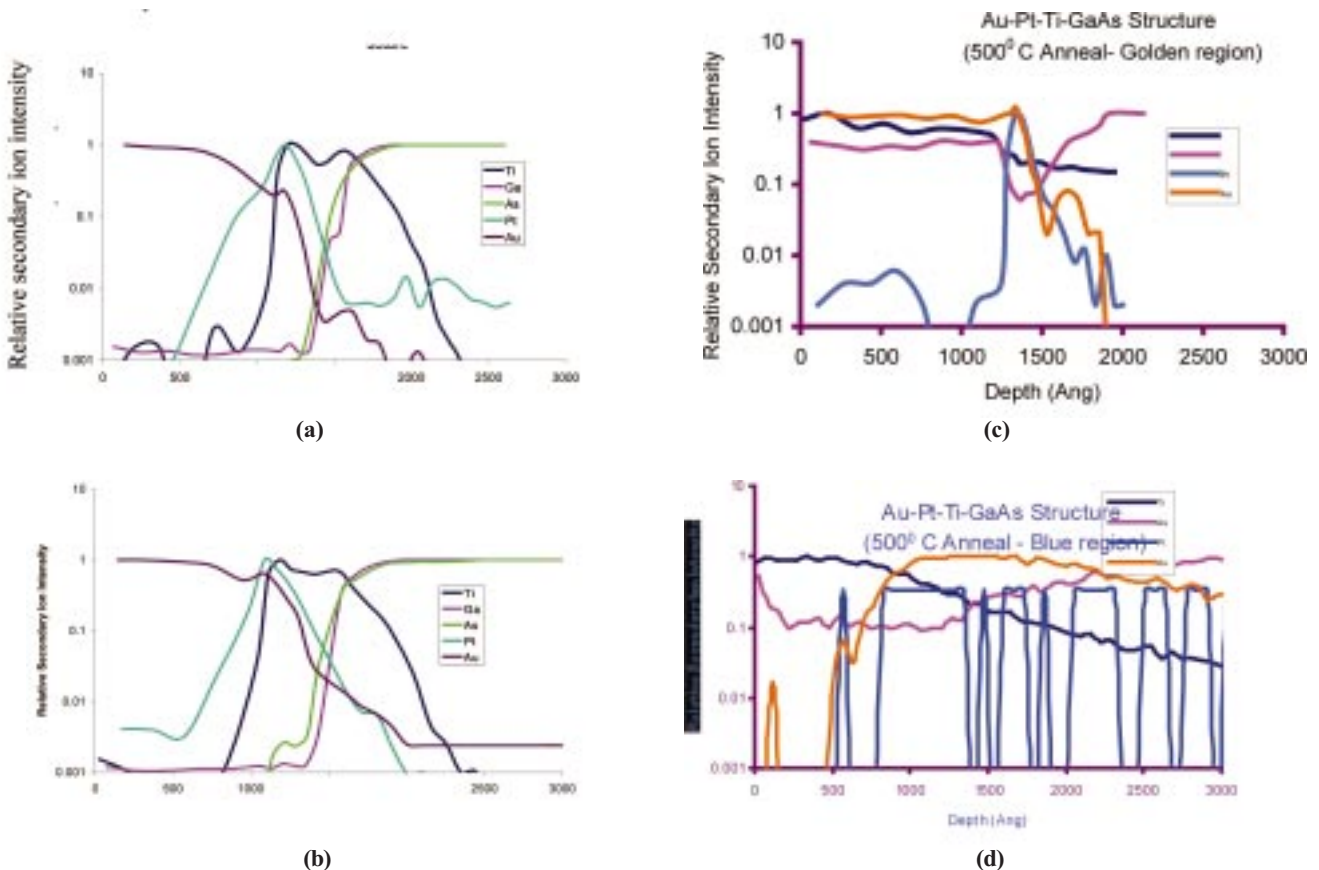 Relative secondary ion intensity
10
1
0.1
0.01
0.001
0
500
2000
2500
3000
Ti
Ga
As
Pt
Au
(a)
Au-Pt-Ti-GaAs Structure
(500⁰ C Anneal- Golden region)
Relative Secondary Ion Intensity
10
1
0.1
0.01
0.001
0
500
1000
1500
2000
2500
3000
Depth (Ang)
(c)
Relative Secondary Ion Intensity
10
1
0.1
0.01
0.001
0
500
1000
2500
3000
Ti
Ga
As
Pt
Au
(b)
Au-Pt-Ti-GaAs Structure
(500⁰ C Anneal - Blue region)
10
1
0.1
0.01
0.001
0
500
1000
1500
2000
2500
3000
Depth (Ang)
(d)